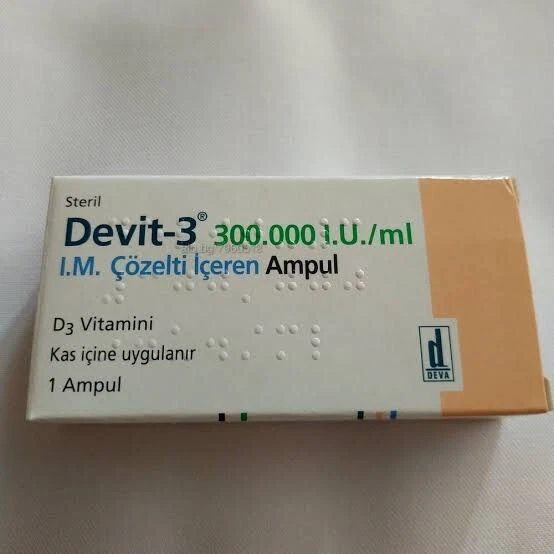 Steril
Devit-3® 300.000 I.U./ml
I.M. Çözelti İçeren Ampul
D3 Vitamini
Kas içine uygulanır
1 Ampul
d
DEVA